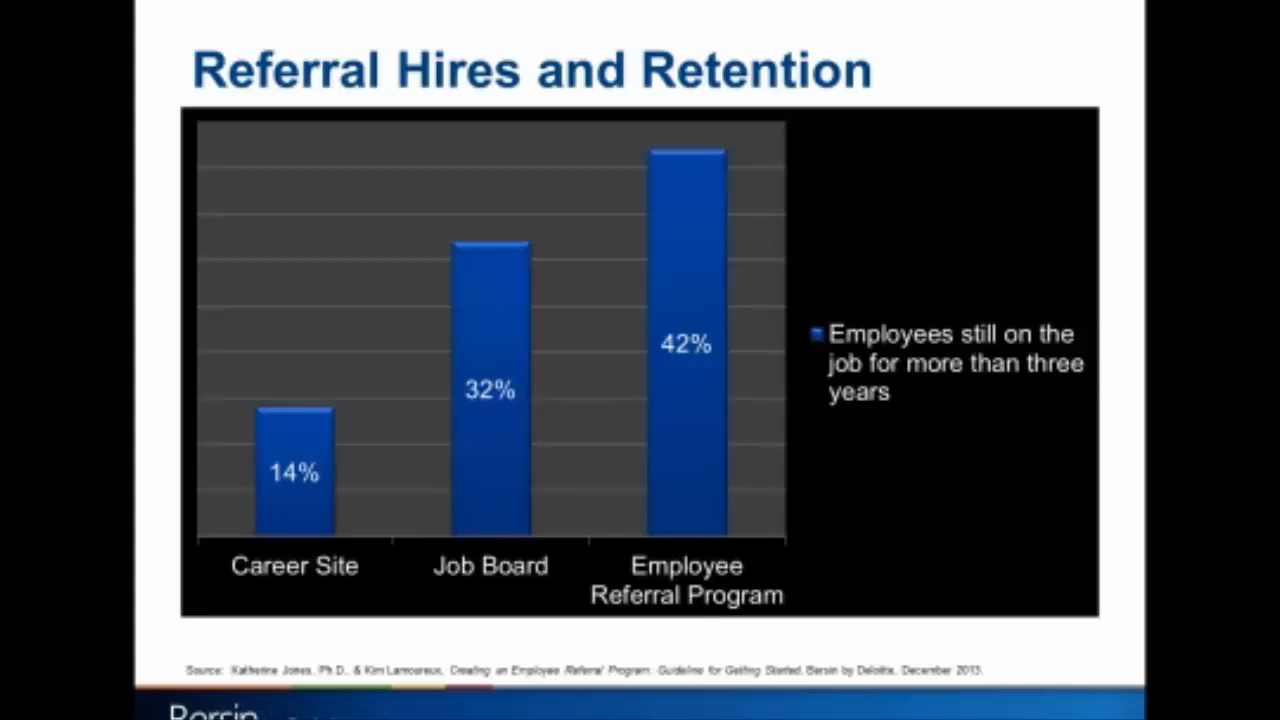 Referral Hires and Retention
42%
32%
14%
Employees still on the
job for more than three
years
Career Site
Job Board
Employee
Referral Program
Source: Katherine Jones, Ph.D., & Kim Lamoureux, Creating an Employee Referral Program: Guideline for Getting Started, Bersin by Deloitte, December 2013.
Bersin